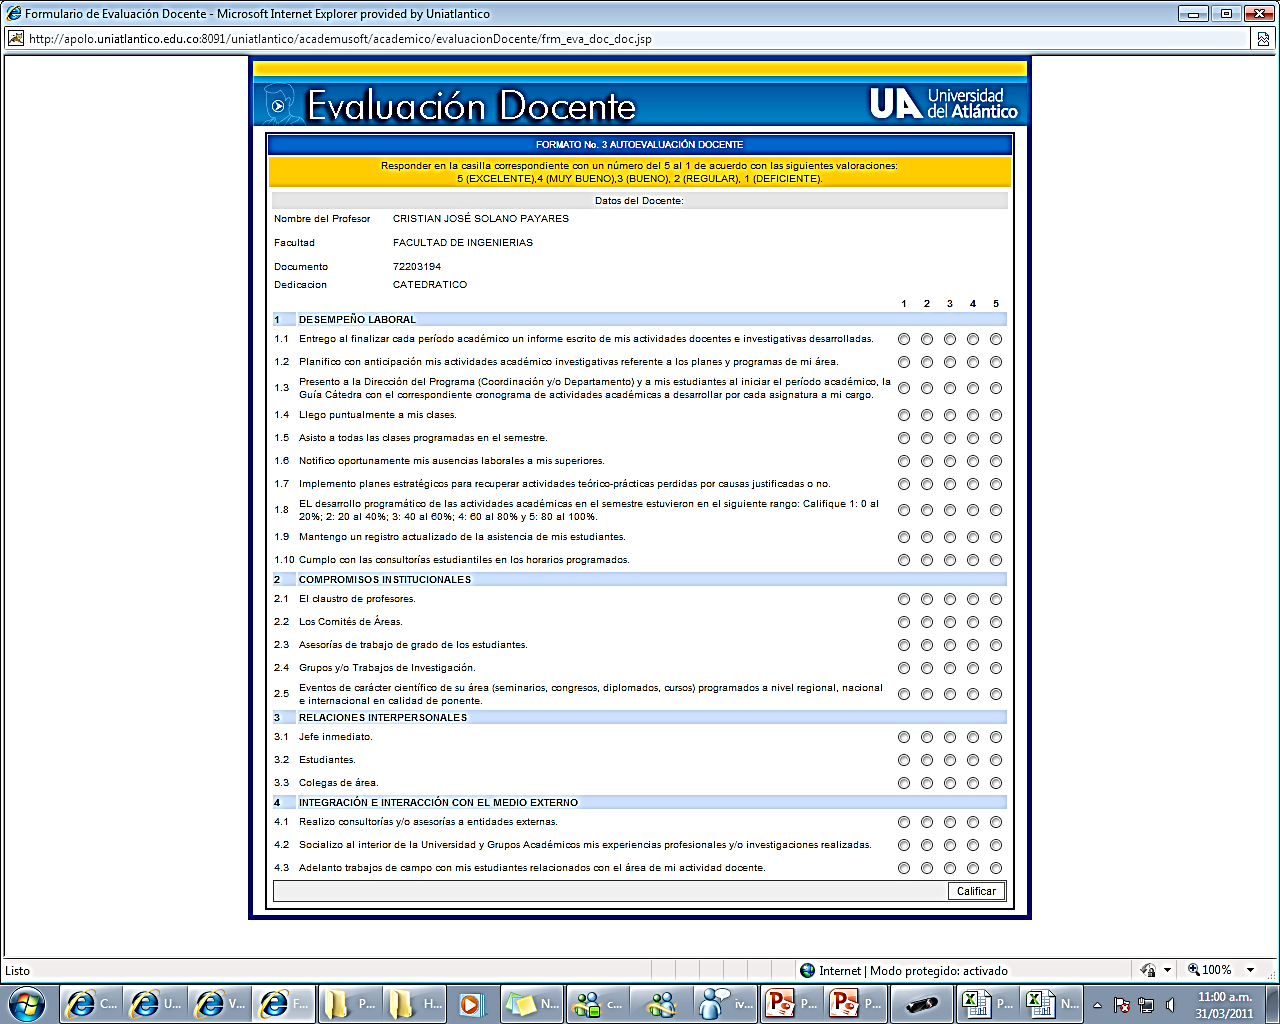 Formulario de Evaluación Docente - Microsoft Internet Explorer provided by Uniatlantico
http://apolo.uniatlantico.edu.co:8091/uniatlantico/academusoft/academico/evaluacionDocente/frm_eva_doc_doc.jsp
Evaluación Docente
UA Universidad
del Atlántico
FORMATO No. 3 AUTOEVALUACIÓN DOCENTE
Responder en la casilla correspondiente con un número del 5 al 1 de acuerdo con las siguientes valoraciones:
5 (EXCELENTE),4 (MUY BUENO),3 (BUENO), 2 (REGULAR), 1 (DEFICIENTE).
Datos del Docente:
Nombre del Profesor CRISTIAN JOSÉ SOLANO PAYARES
Facultad FACULTAD DE INGENIERIAS
Documento 72203194
Dedicacion CATEDRATICO
1 2 3 4 5
1 DESEMPEÑO LABORAL
1.1 Entrego al finalizar cada período académico un informe escrito de mis actividades docentes e investigativas desarrolladas.
1.2 Planifico con anticipación mis actividades académico investigativas referente a los planes y programas de mi área.
1.3 Presento a la Dirección del Programa (Coordinación y/o Departamento) y a mis estudiantes al iniciar el período académico, la
Guía Cátedra con el correspondiente cronograma de actividades académicas a desarrollar por cada asignatura a mi cargo.
1.4 Llego puntualmente a mis clases.
1.5 Asisto a todas las clases programadas en el semestre.
1.6 Notifico oportunamente mis ausencias laborales a mis superiores.
1.7 Implemento planes estratégicos para recuperar actividades teórico-prácticas perdidas por causas justificadas o no.
1.8 EL desarrollo programático de las actividades académicas en el semestre estuvieron en el siguiente rango: Califique 1: 0 al
20%; 2: 20 al 40%; 3: 40 al 60%; 4: 60 al 80% y 5: 80 al 100%.
1.9 Mantengo un registro actualizado de la asistencia de mis estudiantes.
1.10 Cumplo con las consultorías estudiantiles en los horarios programados.
2 COMPROMISOS INSTITUCIONALES
2.1 El claustro de profesores.
2.2 Los Comités de Áreas.
2.3 Asesorías de trabajo de grado de los estudiantes.
2.4 Grupos y/o Trabajos de Investigación.
2.5 Eventos de carácter científico de su área (seminarios, congresos, diplomados, cursos) programados a nivel regional, nacional
e internacional en calidad de ponente.
3 RELACIONES INTERPERSONALES
3.1 Jefe inmediato.
3.2 Estudiantes.
3.3 Colegas de área.
4 INTEGRACIÓN E INTERACCIÓN CON EL MEDIO EXTERNO
4.1 Realizo consultorías y/o asesorías a entidades externas.
4.2 Socializo al interior de la Universidad y Grupos Académicos mis experiencias profesionales y/o investigaciones realizadas.
4.3 Adelanto trabajos de campo con mis estudiantes relacionados con el área de mi actividad docente.
Calificar
Listo Internet | Modo protegido: activado 100%
C... U... V... F... P... H... N... c... iv... P... P... P... N... 11:00 a.m.
31/03/2011